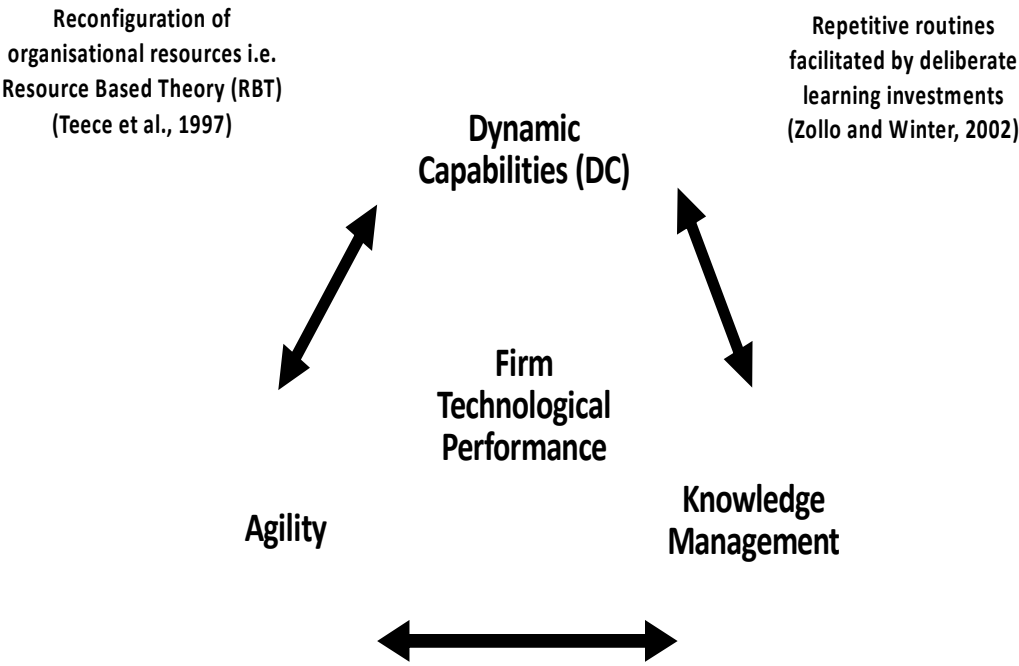 Reconfiguration of
organisational resources i.e.
Resource Based Theory (RBT)
(Teece et al., 1997)
Repetitive routines
facilitated by deliberate
learning investments
(Zollo and Winter, 2002)
Dynamic
Capabilities (DC)
Firm
Technological
Performance
Agility
Knowledge
Management